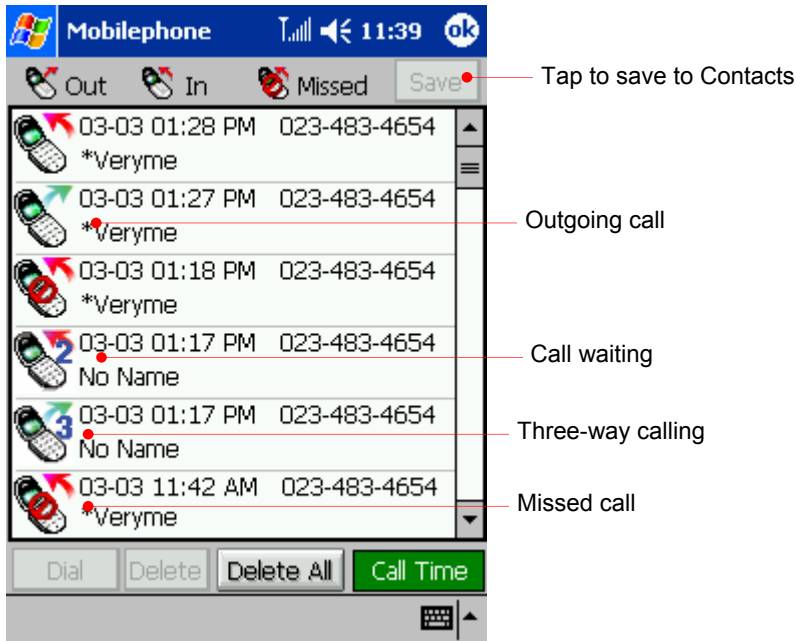 Mobilephone 11:39 ok
Out In Missed Save
Tap to save to Contacts
03-03 01:28 PM 023-483-4654
*Veryme
03-03 01:27 PM 023-483-4654
*Veryme
Outgoing call
03-03 01:18 PM 023-483-4654
*Veryme
2 03-03 01:17 PM 023-483-4654
No Name
Call waiting
3 03-03 01:17 PM 023-483-4654
No Name
Three-way calling
03-03 11:42 AM 023-483-4654
*Veryme
Missed call
Dial Delete Delete All Call Time